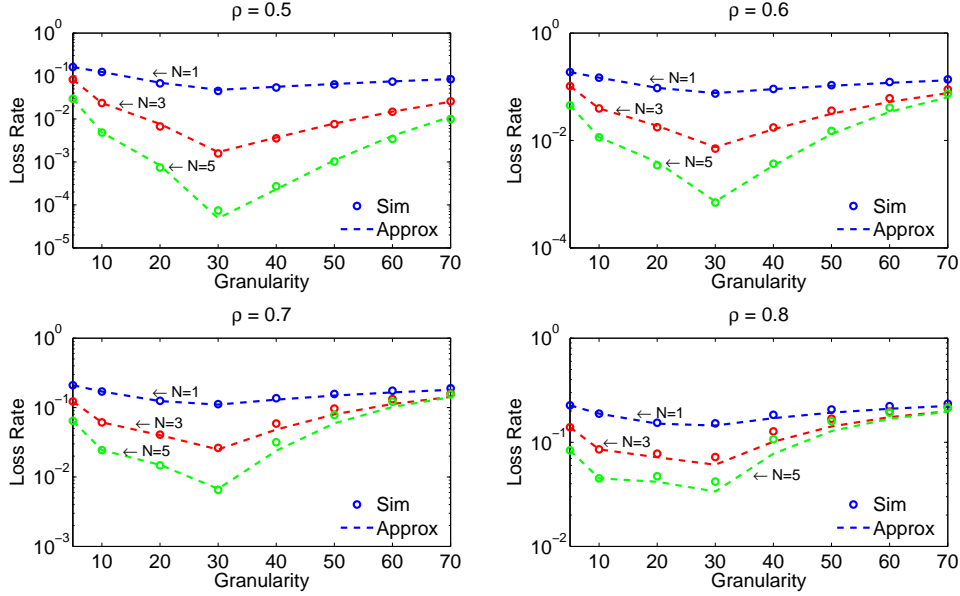 ρ = 0.5
Loss Rate
10^0
10^-1
10^-2
10^-3
10^-4
10^-5
← N=1
← N=3
← N=5
Sim
Approx
10 20 30 40 50 60 70
Granularity
ρ = 0.6
Loss Rate
10^0
10^-2
10^-4
← N=1
← N=3
← N=5
Sim
Approx
10 20 30 40 50 60 70
Granularity
ρ = 0.7
Loss Rate
10^0
10^-1
10^-2
10^-3
← N=1
← N=3
← N=5
Sim
Approx
10 20 30 40 50 60 70
Granularity
ρ = 0.8
Loss Rate
10^0
10^-1
10^-2
← N=1
← N=3
← N=5
Sim
Approx
10 20 30 40 50 60 70
Granularity